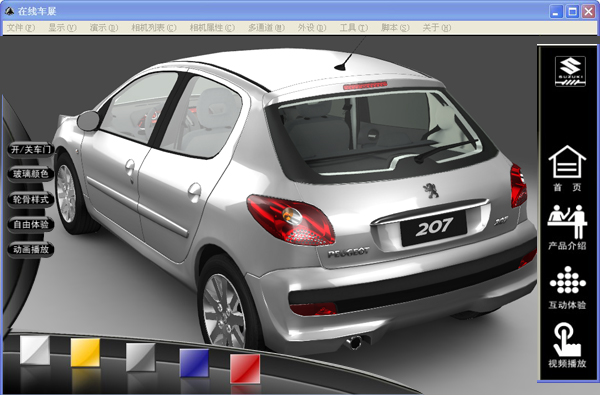 在线车展
文件(F) 显示(V) 演示(D) 相机列表(C) 相机属性(C) 多通道(M) 外设(D) 工具(T) 脚本(S) 关于(H)
SUZUKI
开/关车门
玻璃颜色
轮骨样式
自由体验
动画播放
首 页
产品介绍
互动体验
视频播放
207
PEUGEOT
207